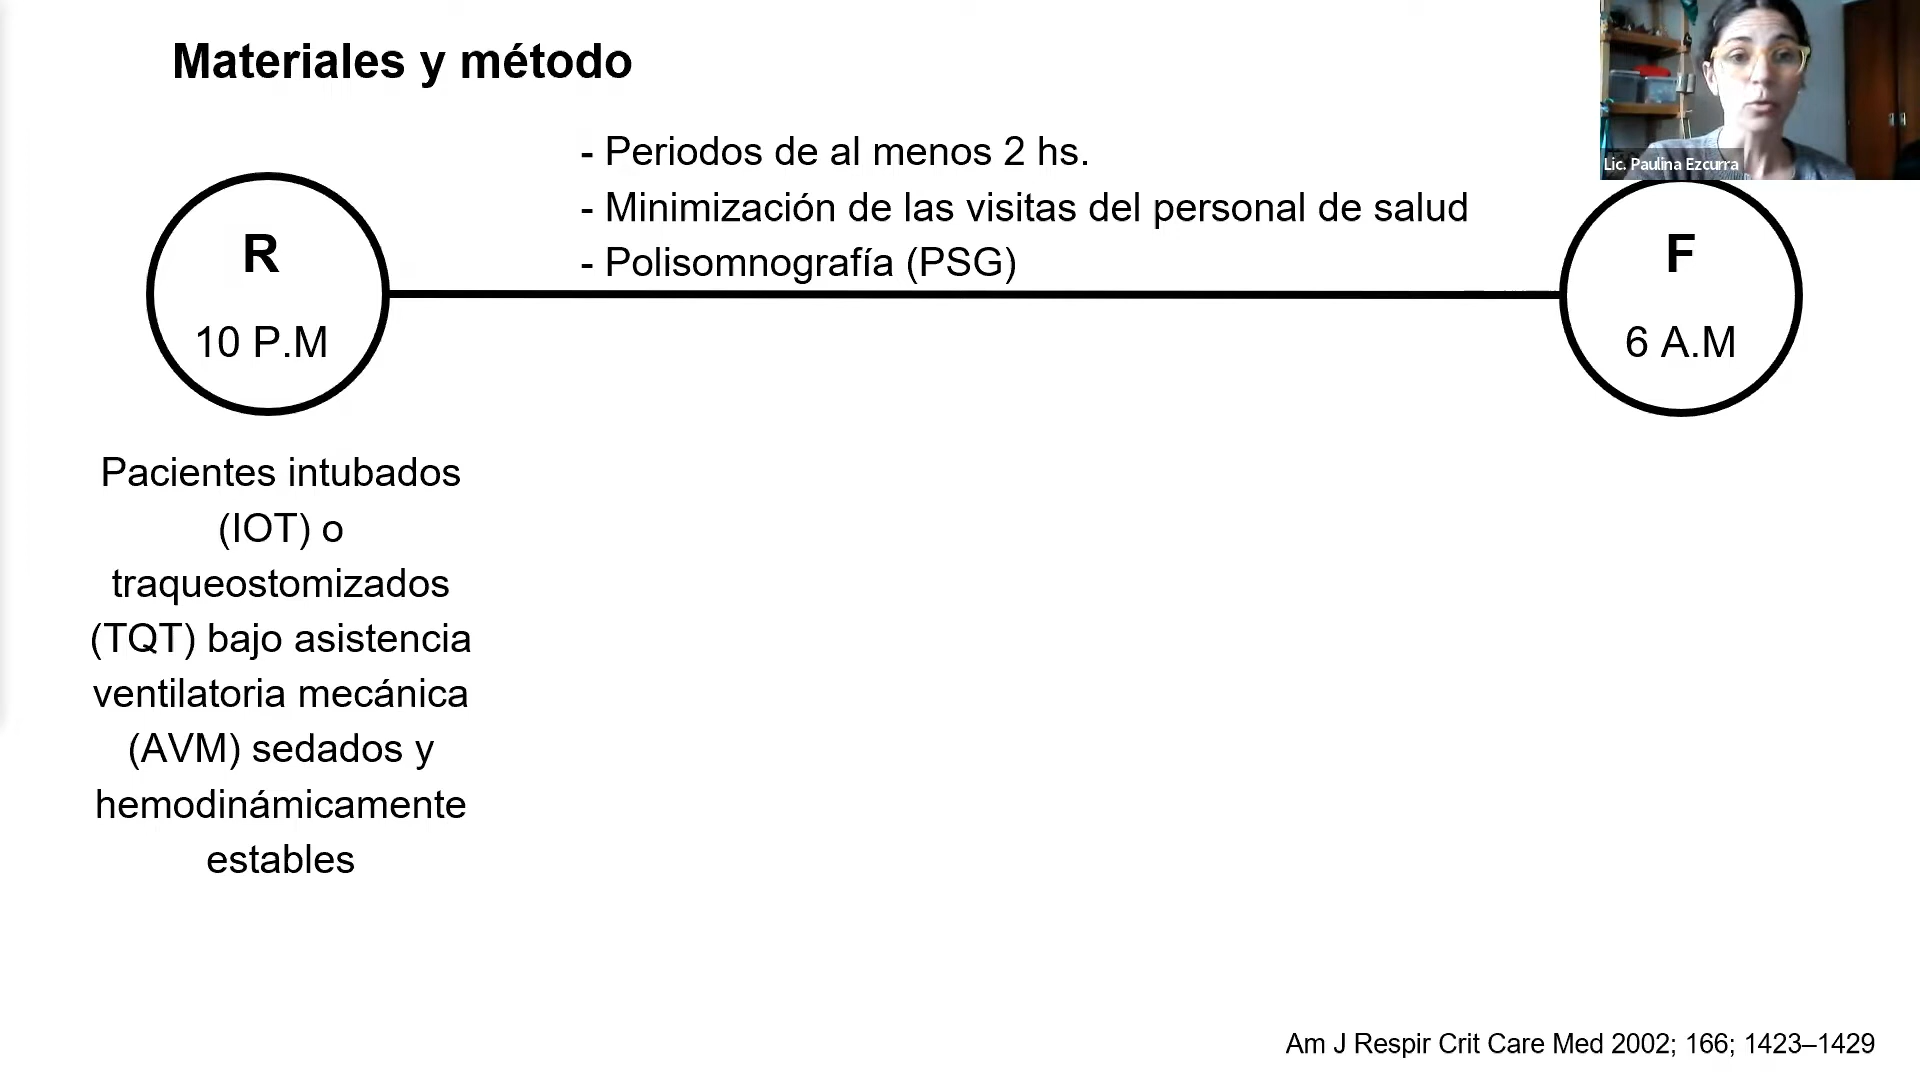 Materiales y método
Lic. Paulina Ezcurra
- Periodos de al menos 2 hs.
- Minimización de las visitas del personal de salud
- Polisomnografía (PSG)
R
10 P.M
F
6 A.M
Pacientes intubados
(IOT) o
traqueostomizados
(TQT) bajo asistencia
ventilatoria mecánica
(AVM) sedados y
hemodinámicamente
estables
Am J Respir Crit Care Med 2002; 166; 1423–1429